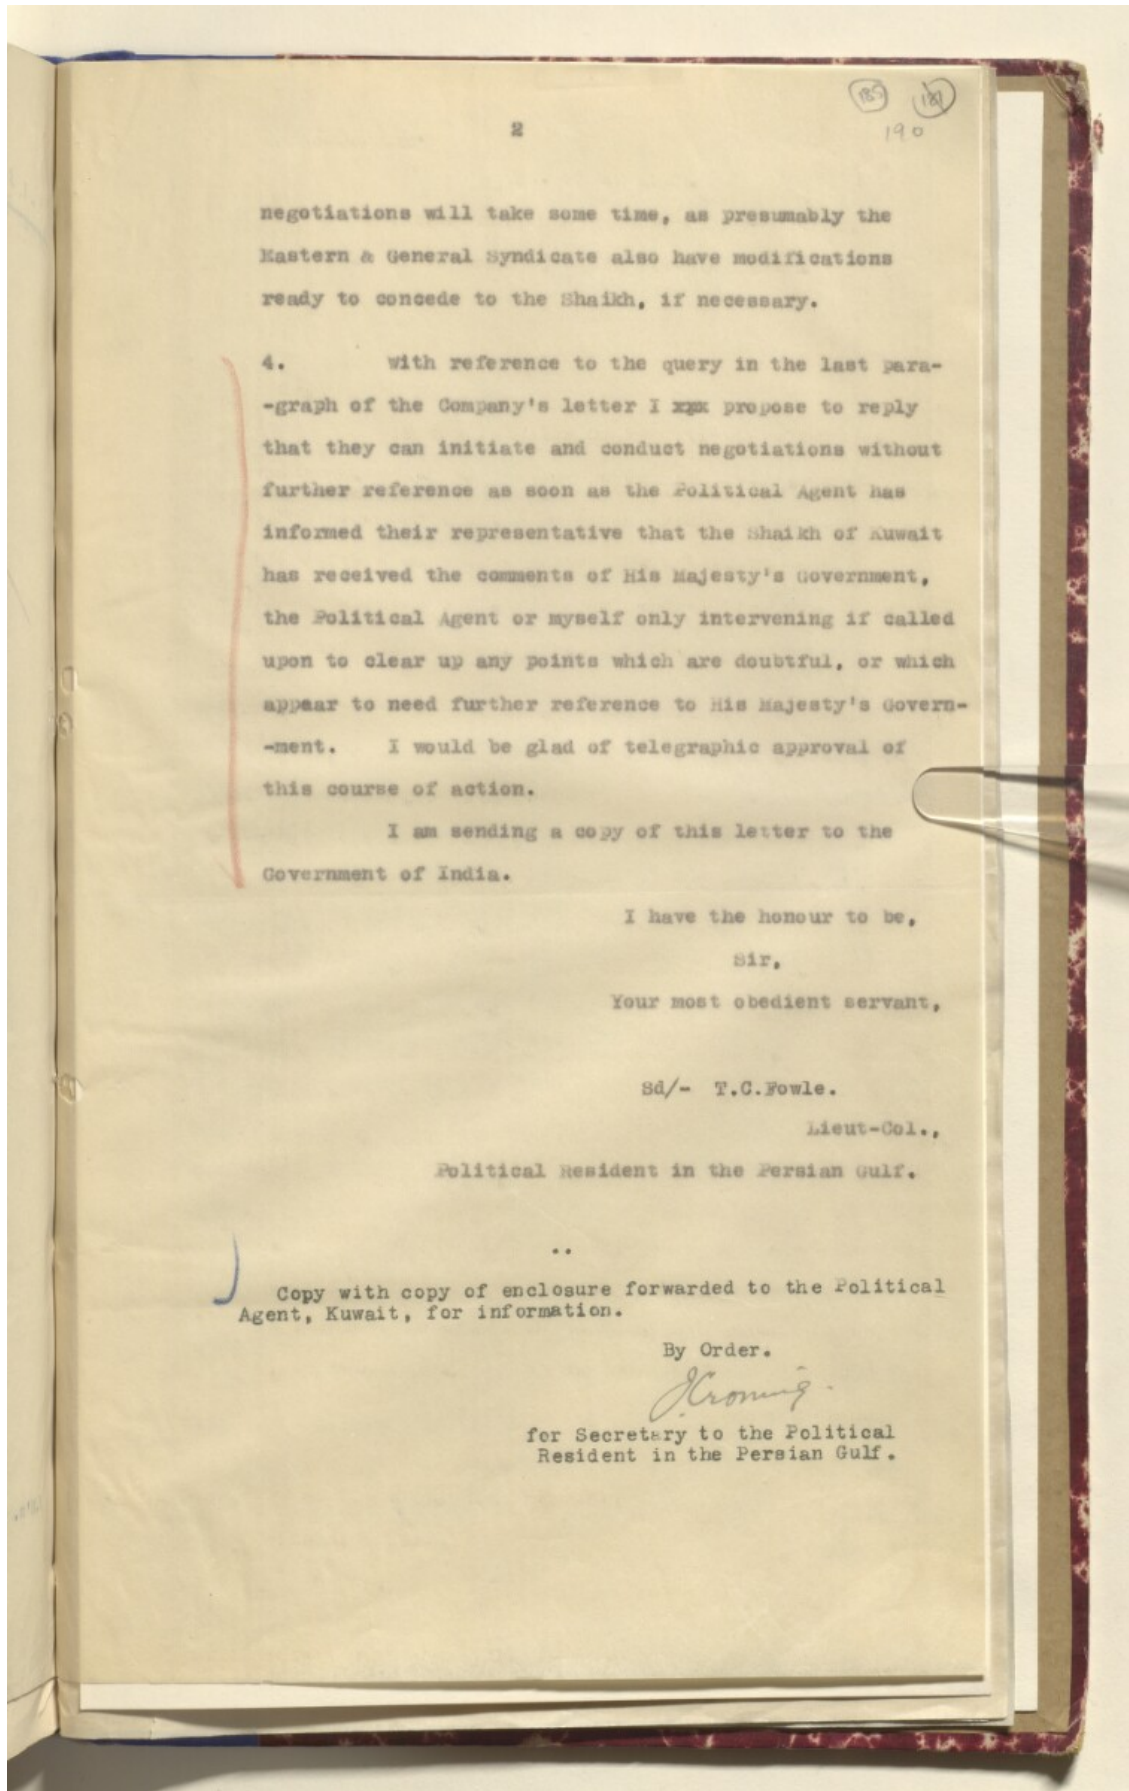 185 189
190
2
negotiations will take some time, as presumably the
Eastern & General Syndicate also have modifications
ready to concede to the Shaikh, if necessary.
4. With reference to the query in the last para-
-graph of the Company's letter I xxx propose to reply
that they can initiate and conduct negotiations without
further reference as soon as the Political Agent has
informed their representative that the Shaikh of Kuwait
has received the comments of His Majesty's Government,
the Political Agent or myself only intervening if called
upon to clear up any points which are doubtful, or which
appear to need further reference to His Majesty's Govern-
-ment. I would be glad of telegraphic approval of
this course of action.
I am sending a copy of this letter to the
Government of India.
I have the honour to be,
Sir,
Your most obedient servant,
Sd/- T.C.Fowle.
Lieut-Col.,
Political Resident in the Persian Gulf.
..
Copy with copy of enclosure forwarded to the Political
Agent, Kuwait, for information.
By Order.
for Secretary to the Political
Resident in the Persian Gulf.